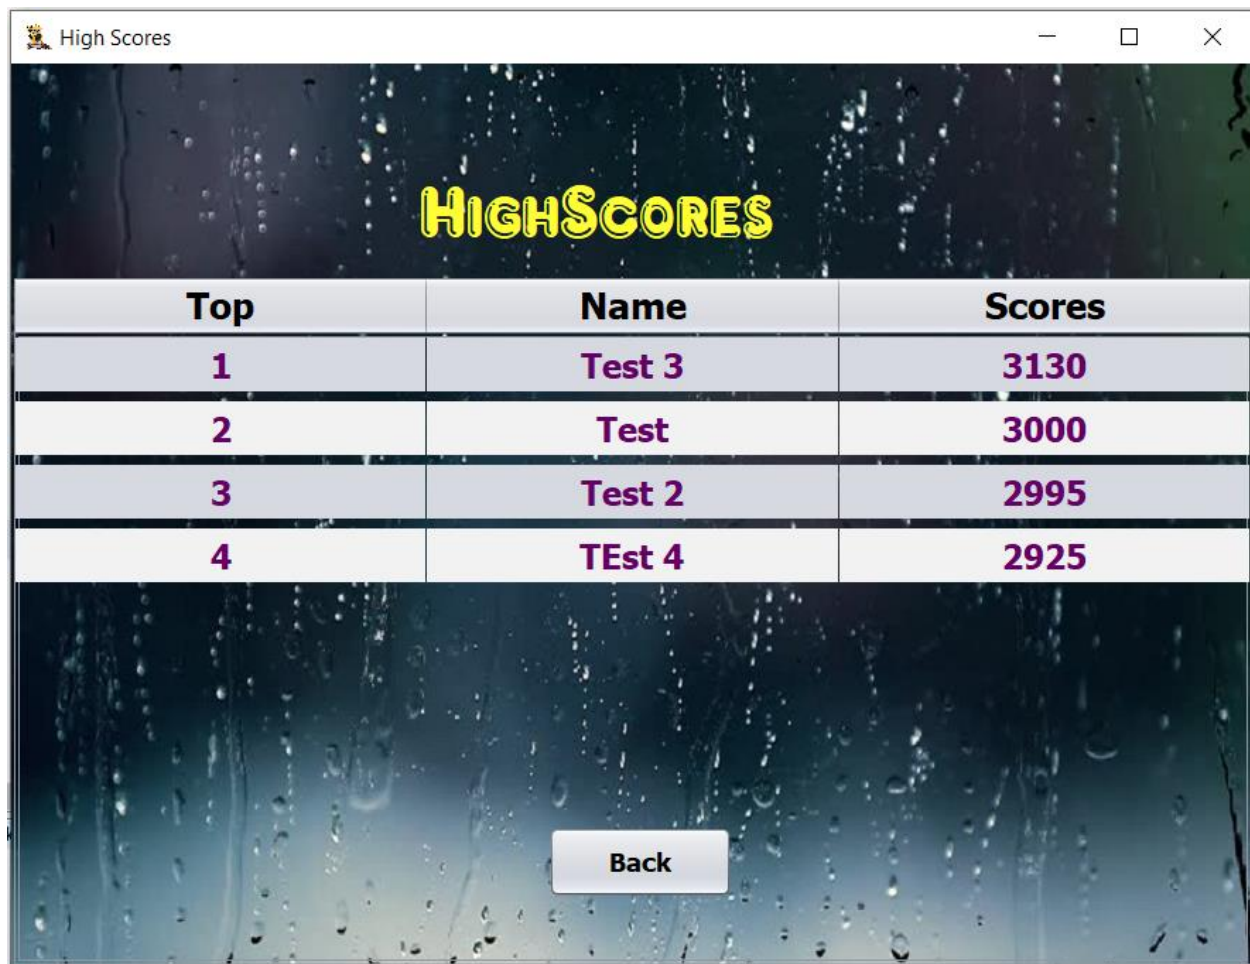 High Scores
HighScores
Top Name Scores
1 Test 3 3130
2 Test 3000
3 Test 2 2995
4 TEst 4 2925
Back